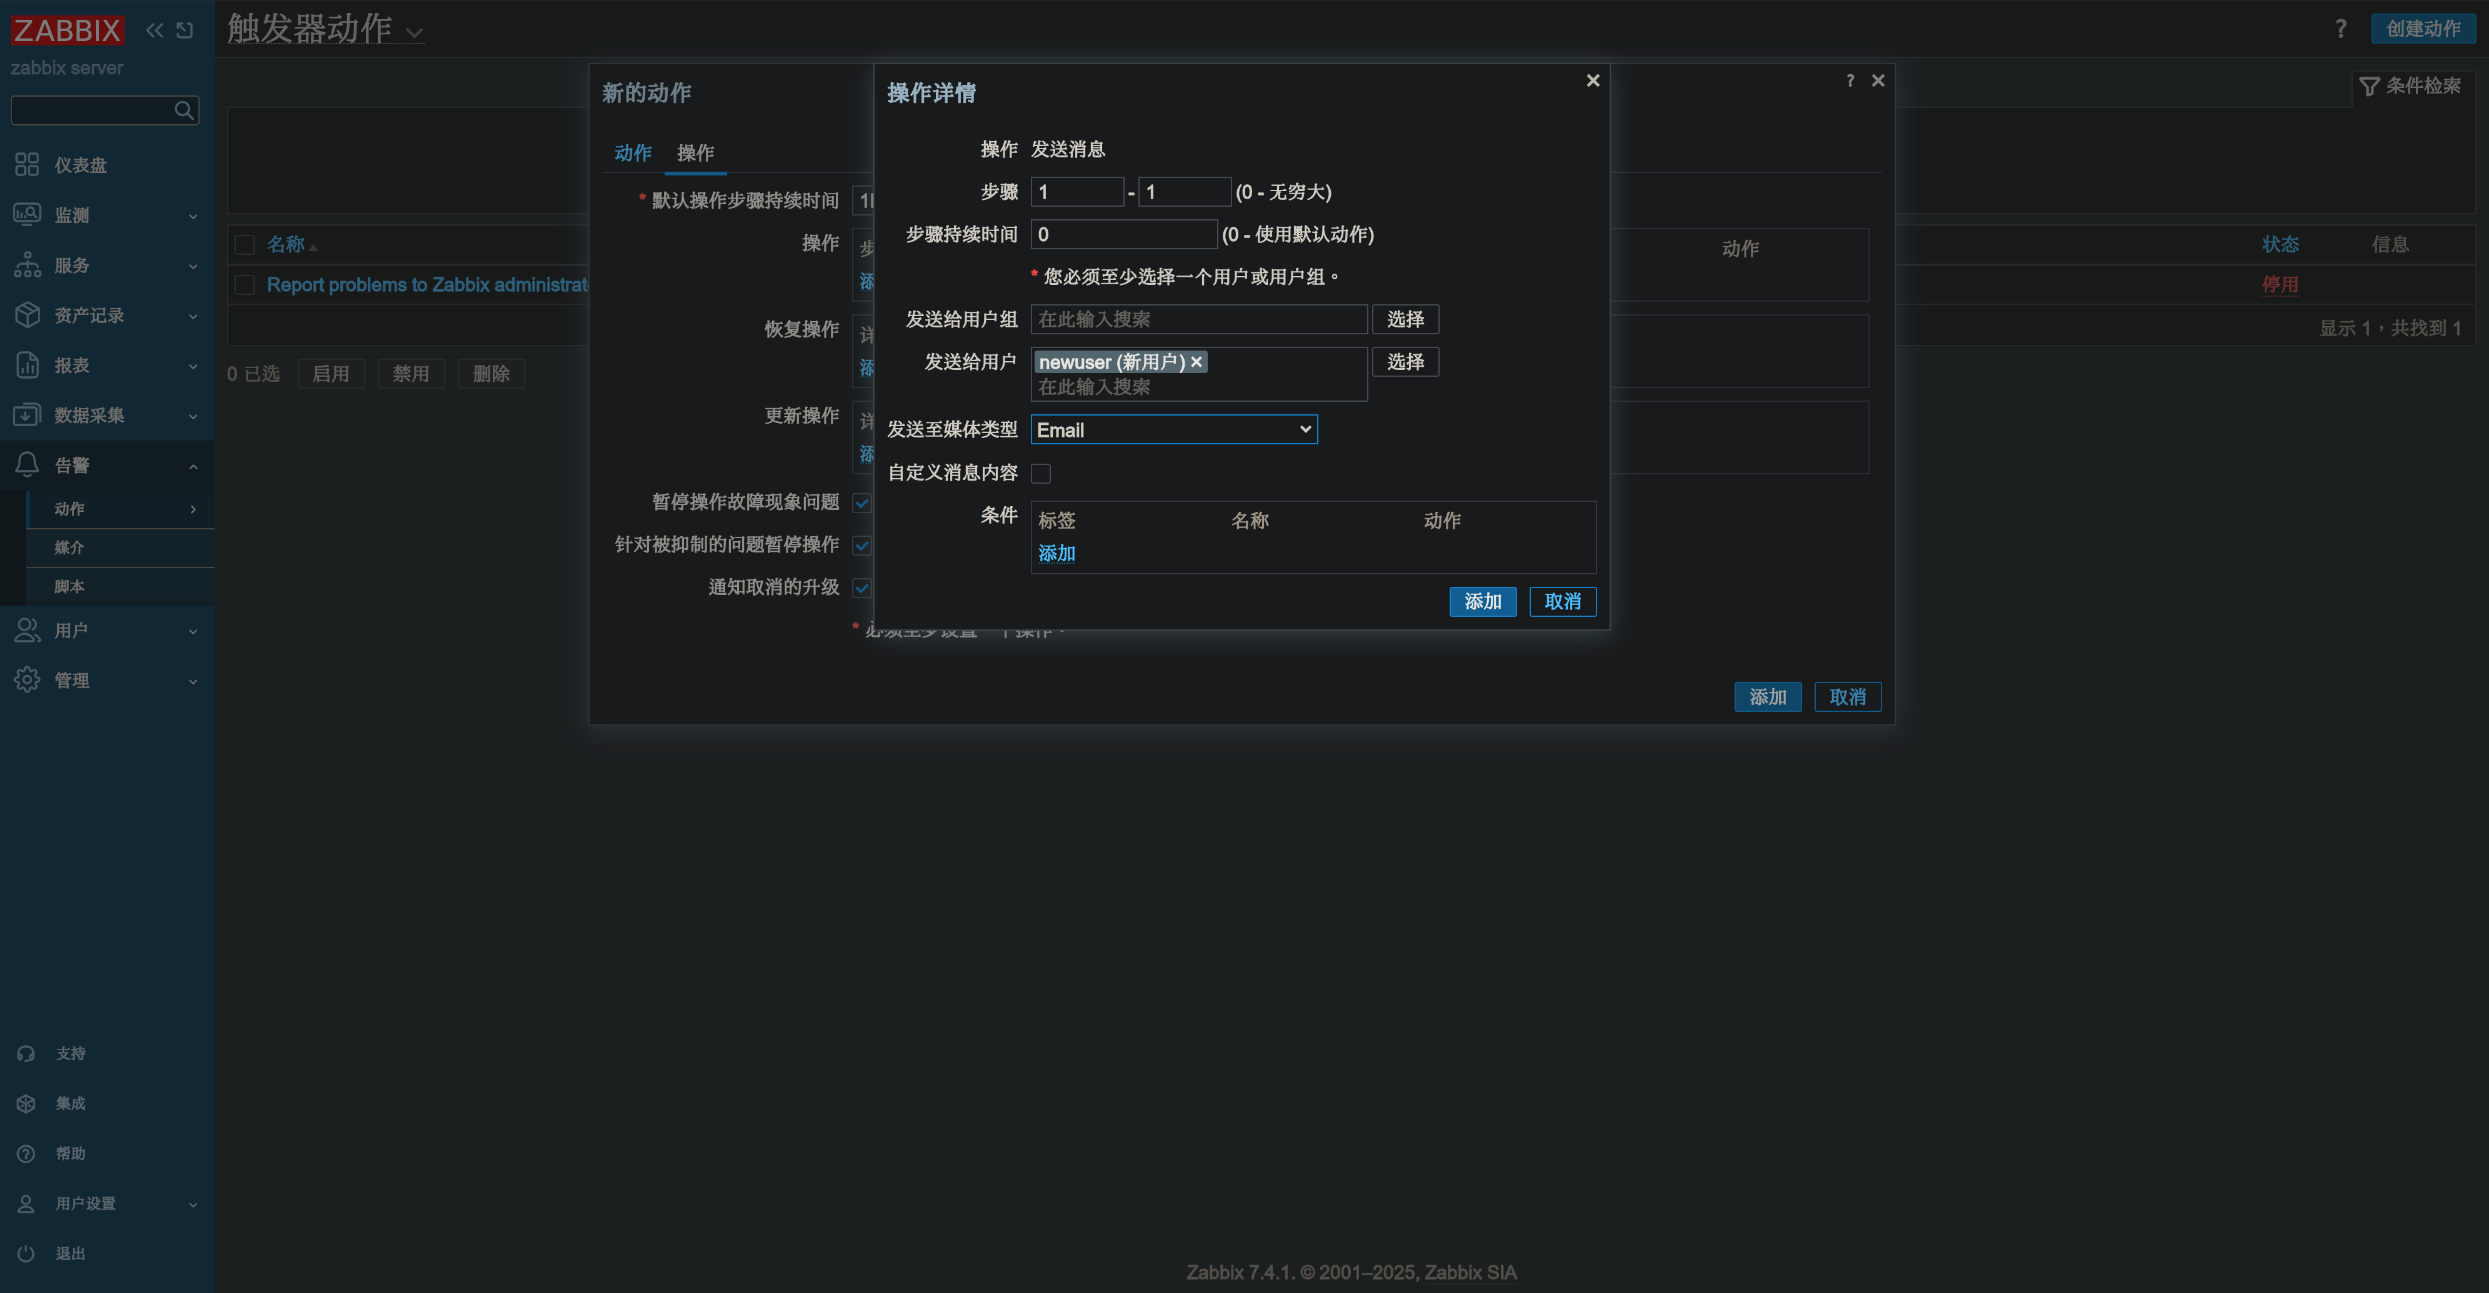 ZABBIX
zabbix server
仪表盘
监测
服务
资产记录
报表
数据采集
告警
动作
媒介
脚本
用户
管理
支持
集成
帮助
用户设置
退出
触发器动作
? 创建动作
条件检索
名称
状态 信息
Report problems to Zabbix administrat
停用
显示 1，共找到 1
0 已选 启用 禁用 删除
新的动作
?
动作 操作
* 默认操作步骤持续时间
操作
动作
恢复操作
更新操作
暂停操作故障现象问题
针对被抑制的问题暂停操作
通知取消的升级
添加 取消
操作详情
操作 发送消息
步骤 1 - 1 (0 - 无穷大)
步骤持续时间 0 (0 - 使用默认动作)
* 您必须至少选择一个用户或用户组。
发送给用户组 在此输入搜索 选择
发送给用户 newuser (新用户) 选择
在此输入搜索
发送至媒体类型 Email
自定义消息内容
条件 标签 名称 动作
添加
添加 取消
Zabbix 7.4.1. © 2001–2025, Zabbix SIA